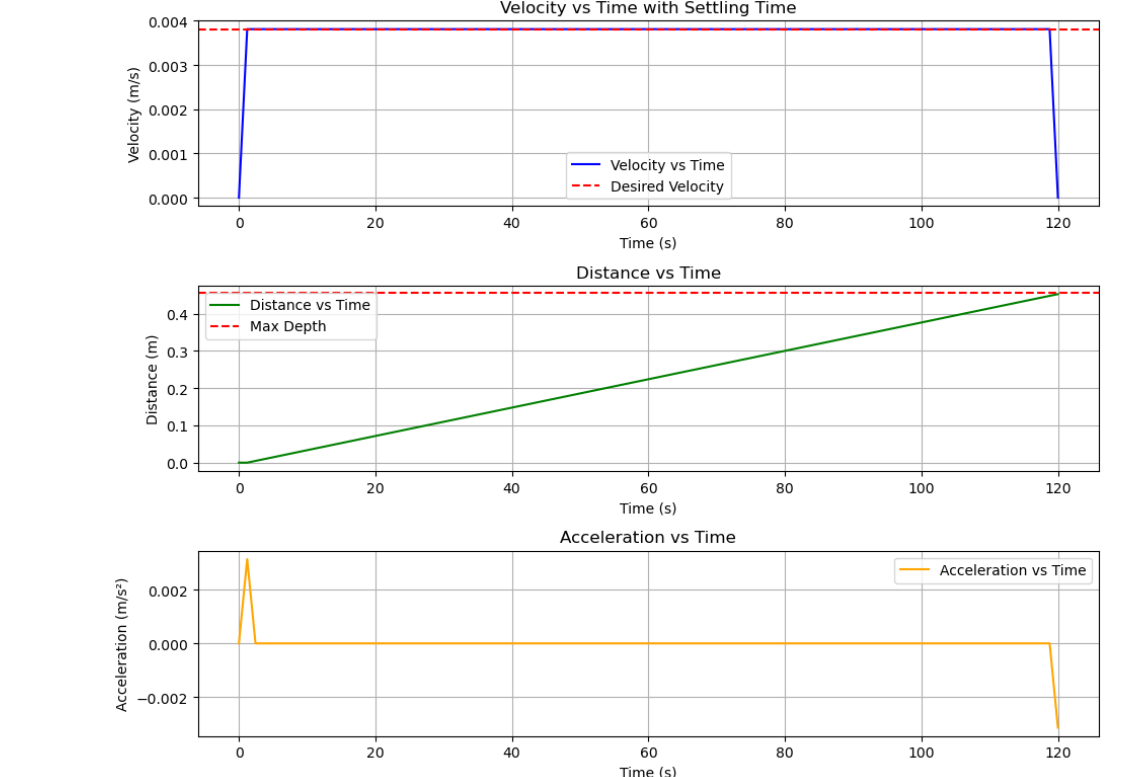 Velocity vs Time with Settling Time
0.004
0.003
0.002
0.001
0.000
Velocity (m/s)
Velocity vs Time
Desired Velocity
0 20 40 60 80 100 120
Time (s)
Distance vs Time
0.4
0.3
0.2
0.1
0.0
Distance (m)
Distance vs Time
Max Depth
0 20 40 60 80 100 120
Time (s)
Acceleration vs Time
0.002
0.000
−0.002
Acceleration (m/s²)
Acceleration vs Time
0 20 40 60 80 100 120
Time (s)